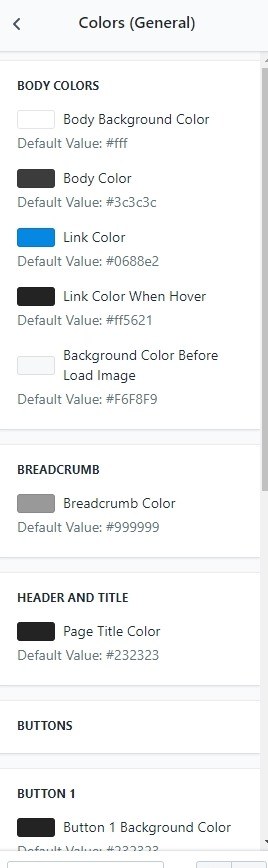 Colors (General)
BODY COLORS
Body Background Color
Default Value: #fff
Body Color
Default Value: #3c3c3c
Link Color
Default Value: #0688e2
Link Color When Hover
Default Value: #ff5621
Background Color Before
Load Image
Default Value: #F6F8F9
BREADCRUMB
Breadcrumb Color
Default Value: #999999
HEADER AND TITLE
Page Title Color
Default Value: #232323
BUTTONS
BUTTON 1
Button 1 Background Color
Default Value: #232323